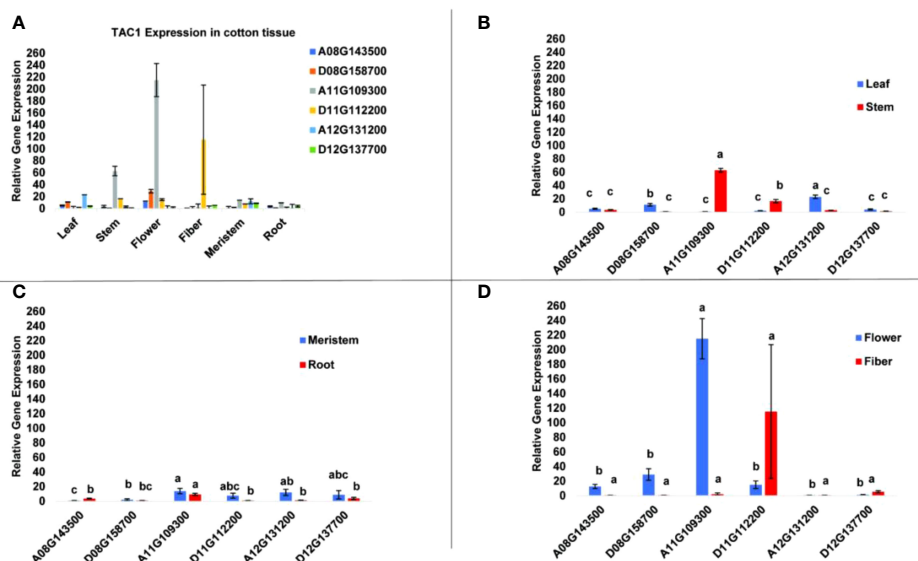 A
TAC1 Expression in cotton tissue
Relative Gene Expression
260
240
220
200
180
160
140
120
100
80
60
40
20
0
Leaf
Stem
Flower
Fiber
Meristem
Root
A08G143500
D08G158700
A11G109300
D11G112200
A12G131200
D12G137700
B
Relative Gene Expression
260
240
220
200
180
160
140
120
100
80
60
40
20
0
Leaf
Stem
c c b c c a c b a c c c
A08G143500
D08G158700
A11G109300
D11G112200
A12G131200
D12G137700
C
Relative Gene Expression
260
240
220
200
180
160
140
120
100
80
60
40
20
0
Meristem
Root
c b b bc a a abc b ab b abc b
A08G143500
D08G158700
A11G109300
D11G112200
A12G131200
D12G137700
D
Relative Gene Expression
260
240
220
200
180
160
140
120
100
80
60
40
20
0
Flower
Fiber
b a b a a a b a b a b a
A08G143500
D08G158700
A11G109300
D11G112200
A12G131200
D12G137700